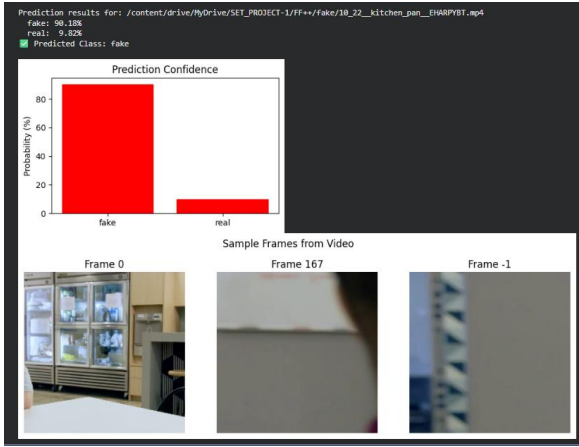 Prediction results for: /content/drive/MyDrive/SET_PROJECT-1/FF++/fake/10_22__kitchen_pan__EHARPYBT.mp4
fake: 90.18%
real: 9.82%
✅ Predicted Class: fake
Prediction Confidence
Probability (%)
80
60
40
20
0
fake real
Sample Frames from Video
Frame 0 Frame 167 Frame -1